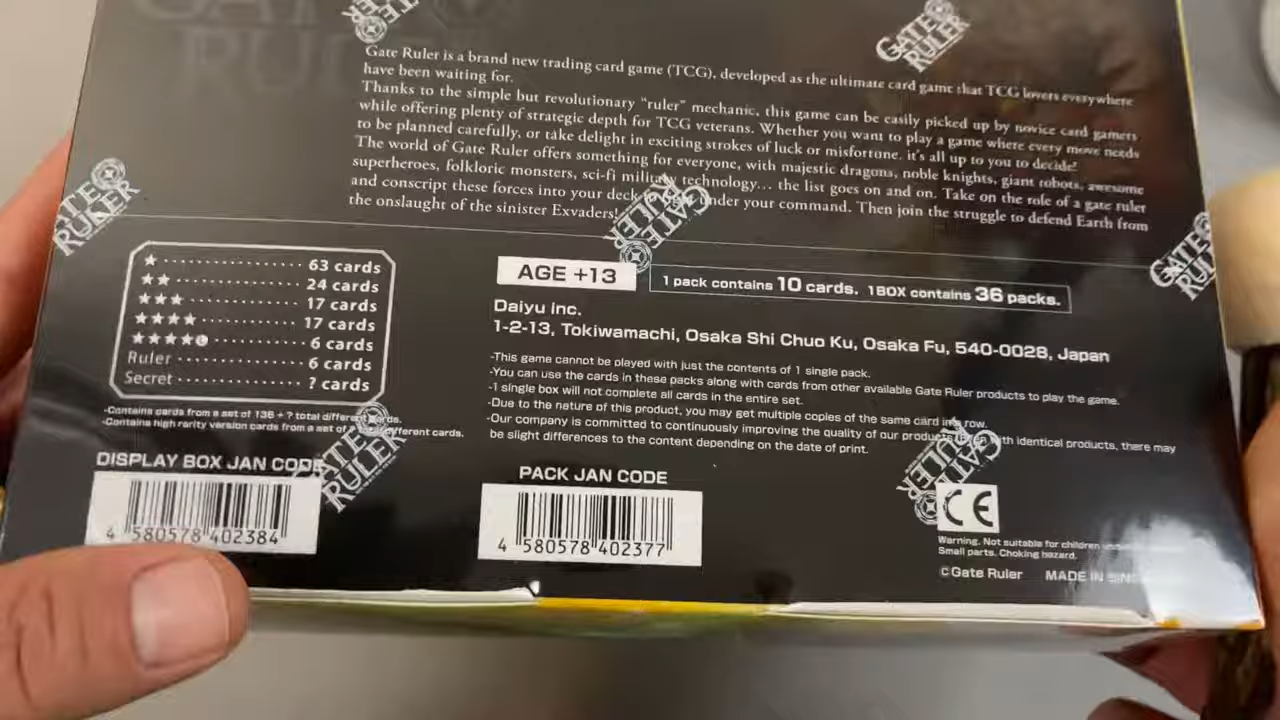 GATE RULER
GATE RULER
Gate Ruler is a brand new trading card game (TCG), developed as the ultimate card game that TCG lovers everywhere
have been waiting for.
Thanks to the simple but revolutionary "ruler" mechanic, this game can be easily picked up by novice card gamers
while offering plenty of strategic depth for TCG veterans. Whether you want to play a game where every move needs
to be planned carefully, or take delight in exciting strokes of luck or misfortune, it's all up to you to decide!
The world of Gate Ruler offers something for everyone, with majestic dragons, noble knights, giant robots, awesome
superheroes, folkloric monsters, sci-fi military technology... the list goes on and on. Take on the role of a gate ruler
and conscript these forces into your deck under your command. Then join the struggle to defend Earth from
the onslaught of the sinister Exvaders!
GATE RULER
GATE RULER
GATE RULER
★ 63 cards
★★ 24 cards
★★★ 17 cards
★★★★ 17 cards
★★★★ 6 cards
Ruler 6 cards
Secret ? cards
-Contains cards from a set of 136 + ? total different cards.
-Contains high rarity version cards from a set of ? different cards.
AGE +13
1 pack contains 10 cards. 1BOX contains 36 packs.
Daiyu inc.
1-2-13, Tokiwamachi, Osaka Shi Chuo Ku, Osaka Fu, 540-0028, Japan
-This game cannot be played with just the contents of 1 single pack.
-You can use the cards in these packs along with cards from other available Gate Ruler products to play the game.
-1 single box will not complete all cards in the entire set.
-Due to the nature of this product, you may get multiple copies of the same card in a row.
-Our company is committed to continuously improving the quality of our products with identical products, there may
be slight differences to the content depending on the date of print.
DISPLAY BOX JAN CODE
4 580578 402384
GATE RULER
PACK JAN CODE
4 580578 402377
GATE RULER
CE
Warning. Not suitable for children
Small parts. Choking hazard.
©Gate Ruler MADE IN